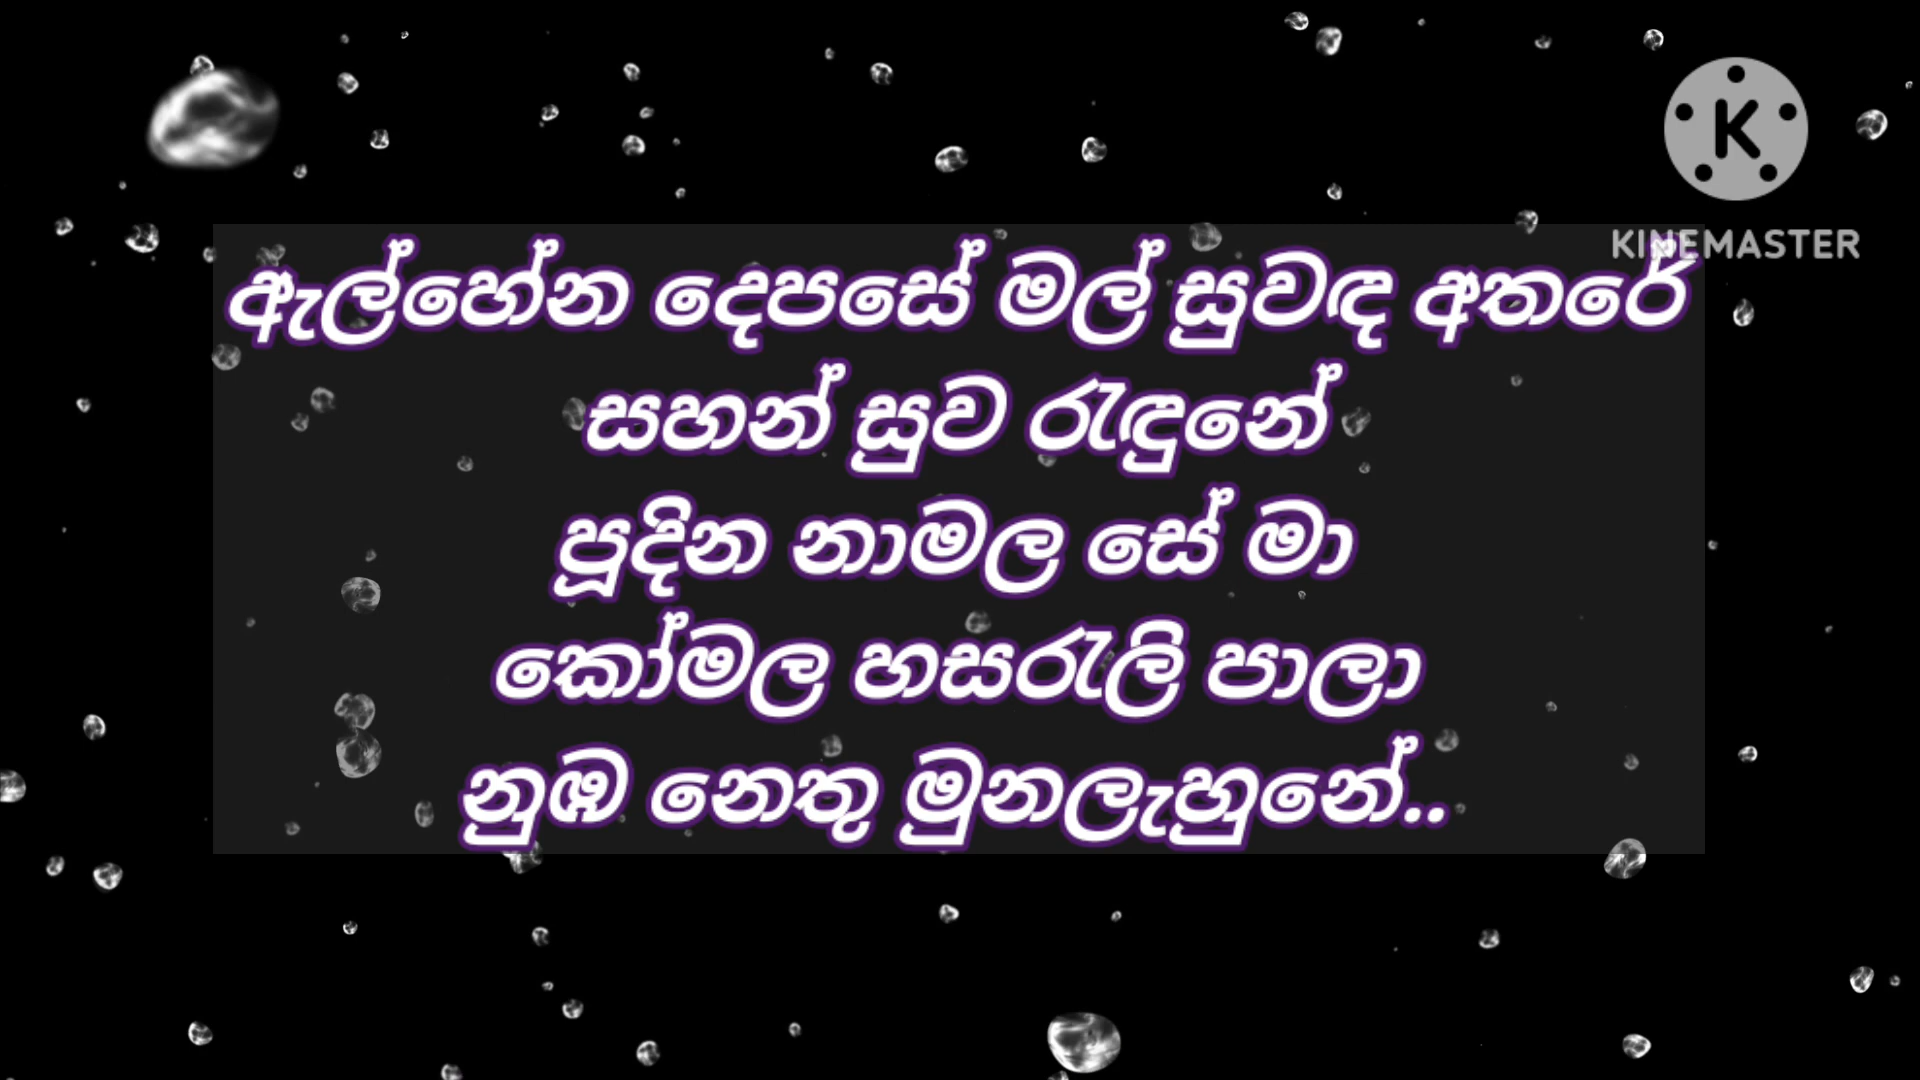 KINEMASTER
ඇල්හේන දෙපසේ මල් සුවඳ අතරේ
සහන් සුව රැඳුනේ
පූදින නාමල සේ මා
කෝමල හසරැලි පාලා
නුඹ නෙතු මුනලැහුනේ..